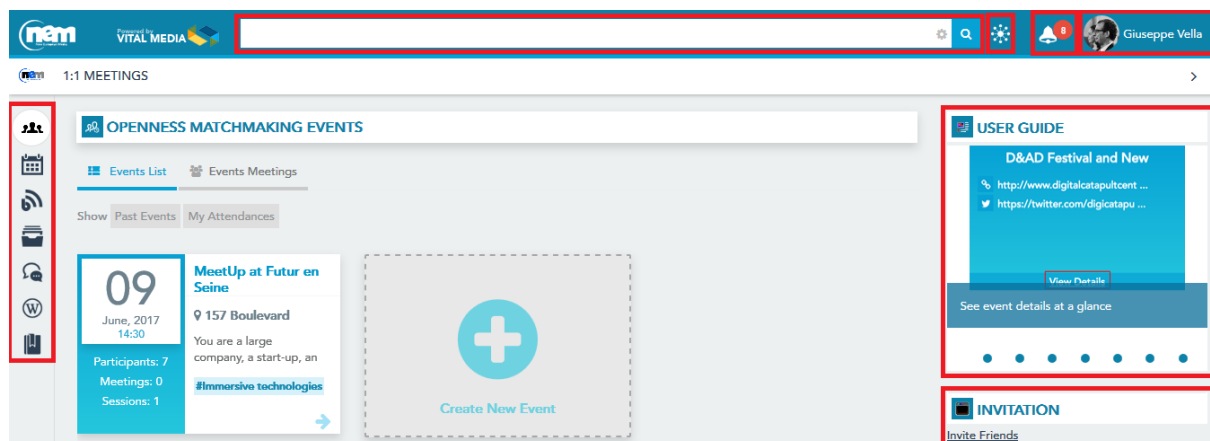 nem
Powered by
VITAL MEDIA
8
Giuseppe Vella
nem
1:1 MEETINGS
OPENNESS MATCHMAKING EVENTS
Events List
Events Meetings
Show
Past Events
My Attendances
09
June, 2017
14:30
Participants: 7
Meetings: 0
Sessions: 1
MeetUp at Futur en
Seine
157 Boulevard
You are a large
company, a start-up, an
#Immersive technologies
Create New Event
USER GUIDE
D&AD Festival and New
http://www.digitalcatapultcent ...
https://twitter.com/digicatapu ...
View Details
See event details at a glance
INVITATION
Invite Friends